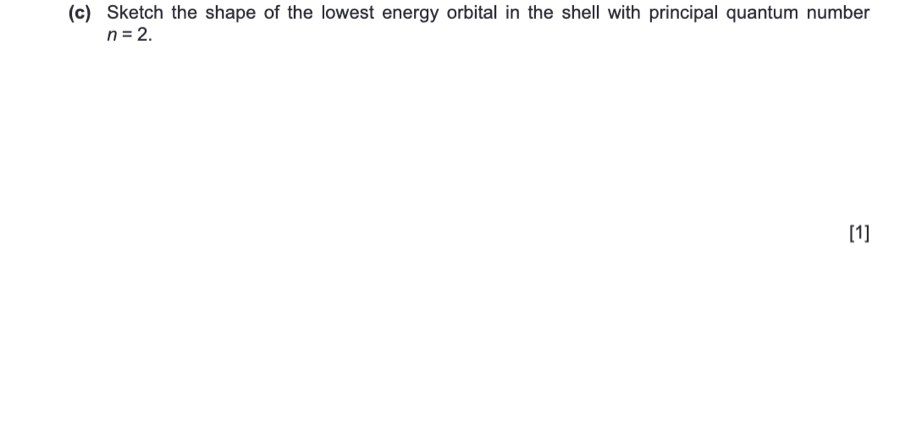 (c) Sketch the shape of the lowest energy orbital in the shell with principal quantum number
n = 2.
[1]